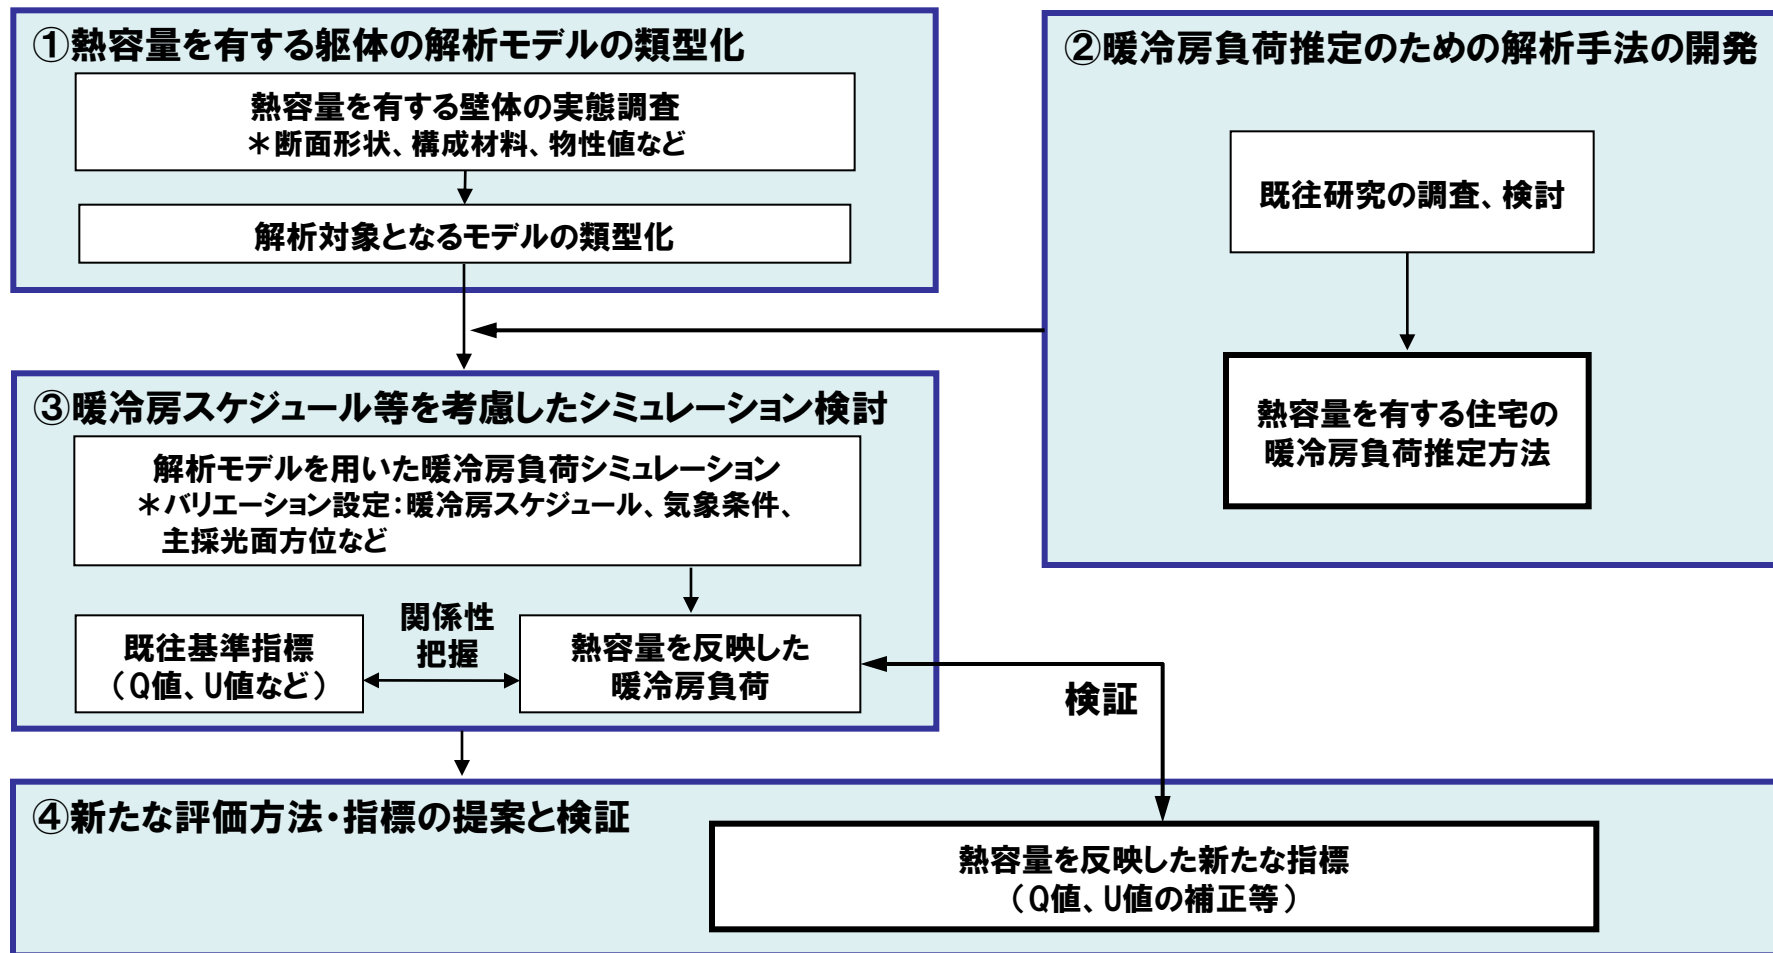 ①熱容量を有する躯体の解析モデルの類型化
熱容量を有する壁体の実態調査
＊断面形状、構成材料、物性値など
解析対象となるモデルの類型化
②暖冷房負荷推定のための解析手法の開発
既往研究の調査、検討
熱容量を有する住宅の
暖冷房負荷推定方法
③暖冷房スケジュール等を考慮したシミュレーション検討
解析モデルを用いた暖冷房負荷シミュレーション
＊バリエーション設定：暖冷房スケジュール、気象条件、
主採光面方位など
既往基準指標
（Q値、U値など）
関係性
把握
熱容量を反映した
暖冷房負荷
検証
④新たな評価方法・指標の提案と検証
熱容量を反映した新たな指標
（Q値、U値の補正等）